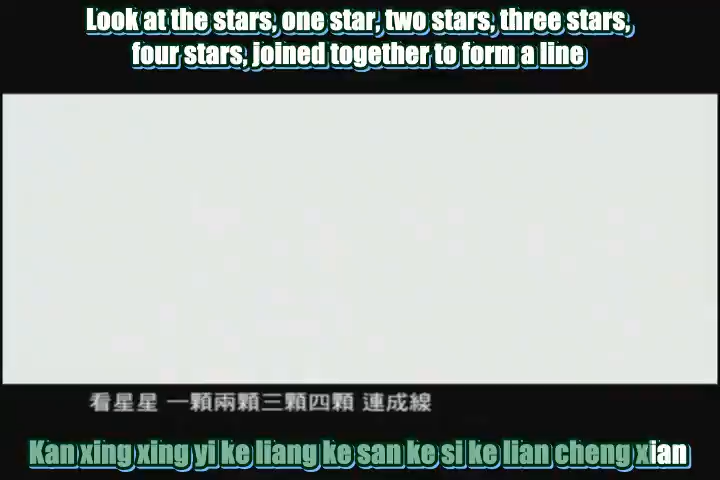 Look at the stars, one star, two stars, three stars,
four stars, joined together to form a line
看星星 一顆兩顆三顆四顆 連成線
Kan xing xing yi ke liang ke san ke si ke lian cheng xian